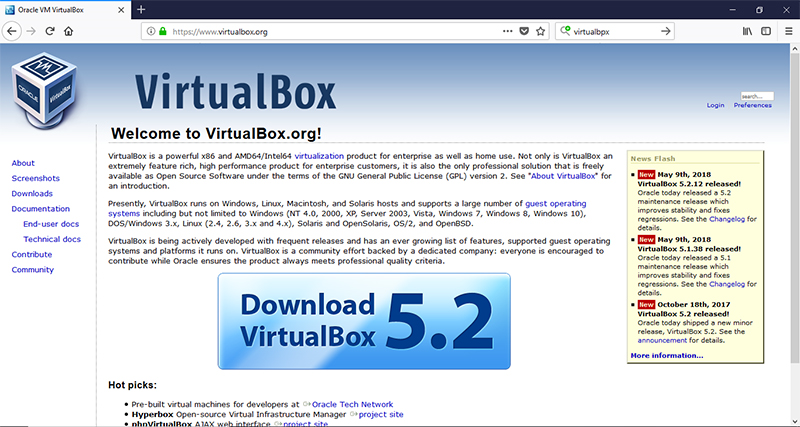 Oracle VM VirtualBox
https://www.virtualbox.org
virtualbpx
ORACLE
VirtualBox
VirtualBox
search...
Login Preferences
Welcome to VirtualBox.org!
About
Screenshots
Downloads
Documentation
End-user docs
Technical docs
Contribute
Community
VirtualBox is a powerful x86 and AMD64/Intel64 virtualization product for enterprise as well as home use. Not only is VirtualBox an
extremely feature rich, high performance product for enterprise customers, it is also the only professional solution that is freely
available as Open Source Software under the terms of the GNU General Public License (GPL) version 2. See "About VirtualBox" for
an introduction.
Presently, VirtualBox runs on Windows, Linux, Macintosh, and Solaris hosts and supports a large number of guest operating
systems including but not limited to Windows (NT 4.0, 2000, XP, Server 2003, Vista, Windows 7, Windows 8, Windows 10),
DOS/Windows 3.x, Linux (2.4, 2.6, 3.x and 4.x), Solaris and OpenSolaris, OS/2, and OpenBSD.
VirtualBox is being actively developed with frequent releases and has an ever growing list of features, supported guest operating
systems and platforms it runs on. VirtualBox is a community effort backed by a dedicated company: everyone is encouraged to
contribute while Oracle ensures the product always meets professional quality criteria.
Download
VirtualBox 5.2
Hot picks:
• Pre-built virtual machines for developers at Oracle Tech Network
• Hyperbox Open-source Virtual Infrastructure Manager project site
• phpVirtualBox AJAX web interface project site
News Flash
• New May 9th, 2018
VirtualBox 5.2.12 released!
Oracle today released a 5.2
maintenance release which
improves stability and fixes
regressions. See the Changelog for
details.
• New May 9th, 2018
VirtualBox 5.1.38 released!
Oracle today released a 5.1
maintenance release which
improves stability and fixes
regressions. See the Changelog for
details.
• New October 18th, 2017
VirtualBox 5.2 released!
Oracle today shipped a new minor
release, VirtualBox 5.2. See the
announcement for details.
More information...